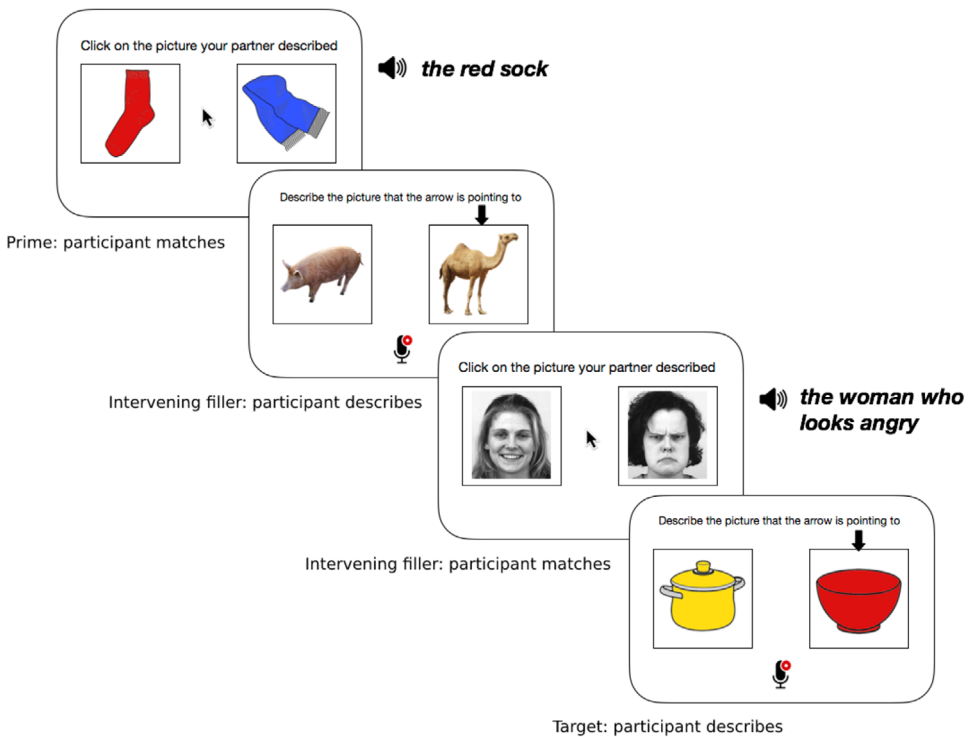 Click on the picture your partner described
the red sock
Prime: participant matches
Describe the picture that the arrow is pointing to
Intervening filler: participant describes
Click on the picture your partner described
the woman who
looks angry
Intervening filler: participant matches
Describe the picture that the arrow is pointing to
Target: participant describes